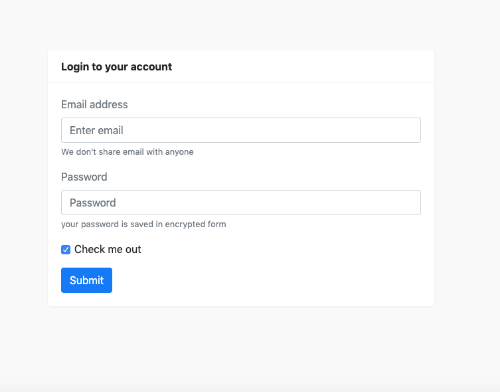 Login to your account
Email address
Enter email
We don't share email with anyone
Password
Password
your password is saved in encrypted form
Check me out
Submit